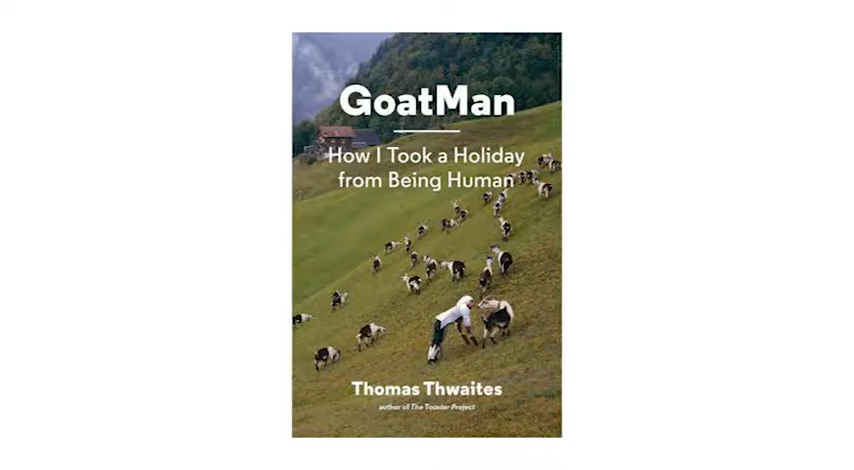 GoatMan
How I Took a Holiday
from Being Human
Thomas Thwaites
author of The Toaster Project